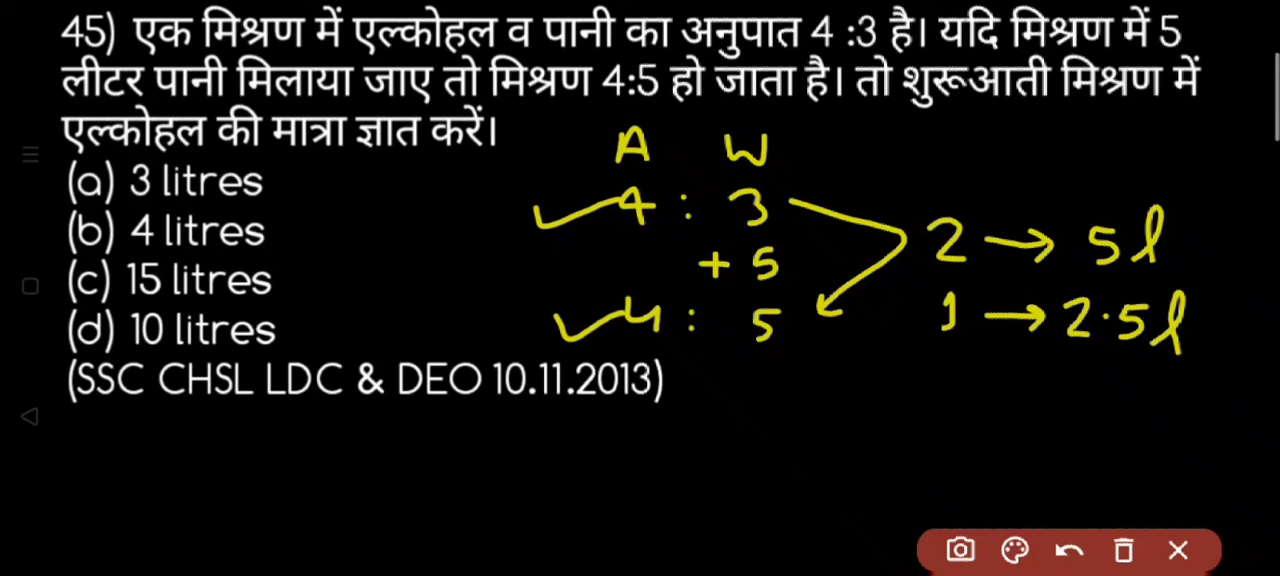 45) एक मिश्रण में एल्कोहल व पानी का अनुपात 4 :3 है। यदि मिश्रण में 5
लीटर पानी मिलाया जाए तो मिश्रण 4:5 हो जाता है। तो शुरूआती मिश्रण में
एल्कोहल की मात्रा ज्ञात करें।
(a) 3 litres
(b) 4 litres
(c) 15 litres
(d) 10 litres
(SSC CHSL LDC & DEO 10.11.2013)
A W
4 : 3
+ 5
4 : 5
2 → 5 l
1 → 2.5 l